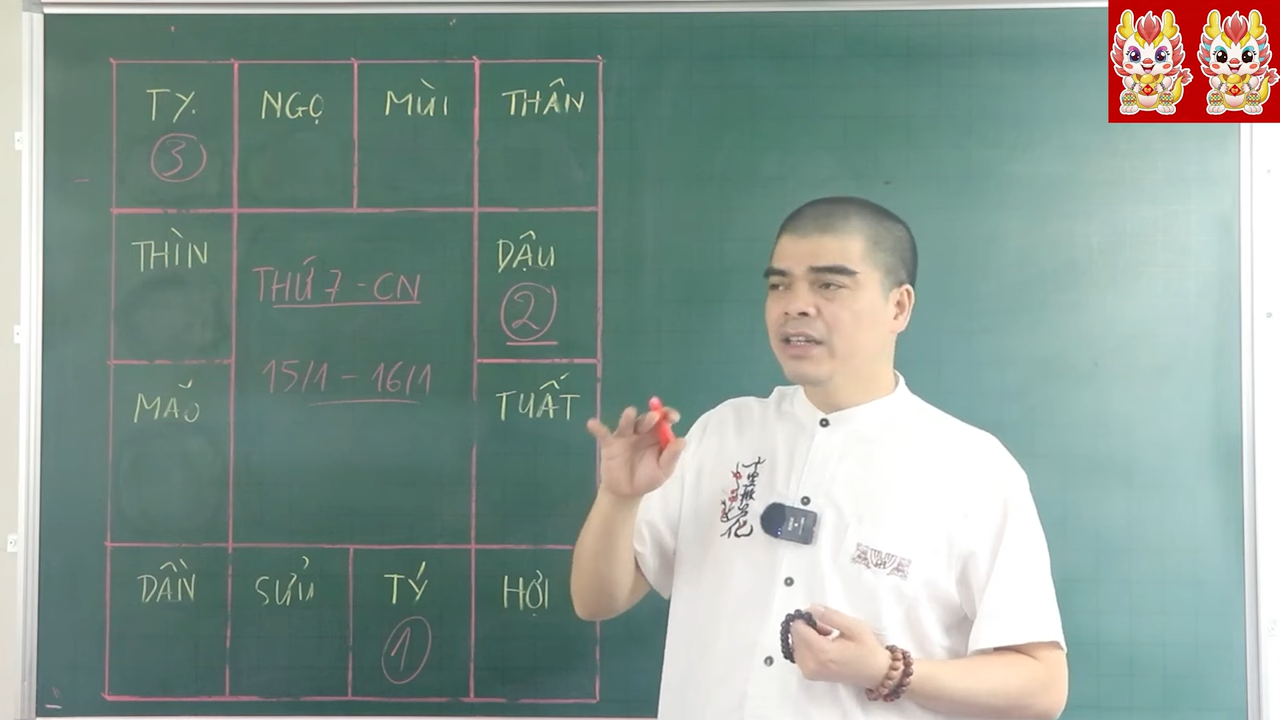 TỴ
NGỌ
MÙI
THÂN
3
THÌN
DẬU
THỨ 7 - CN
2
15/1 - 16/1
MÃO
TUẤT
DẦN
SỬU
TÝ
HỢI
1